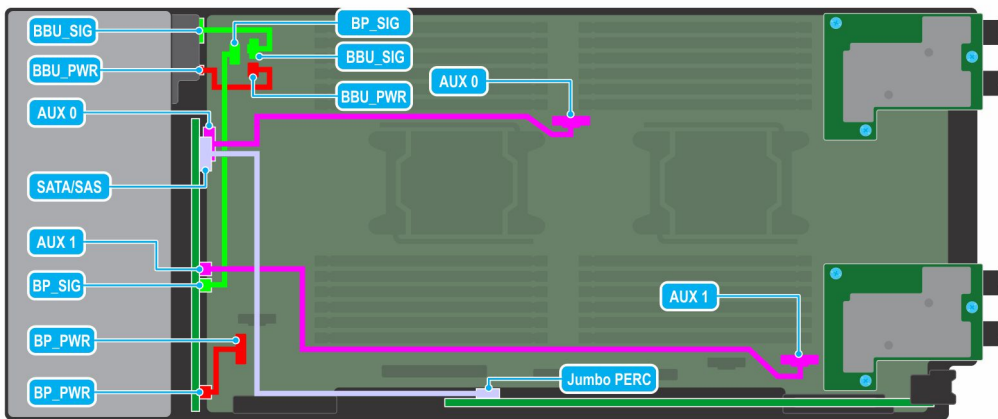 BBU_SIG
BP_SIG
BBU_SIG
BBU_PWR
BBU_PWR
AUX 0
AUX 0
SATA/SAS
AUX 1
BP_SIG
AUX 1
BP_PWR
BP_PWR
Jumbo PERC